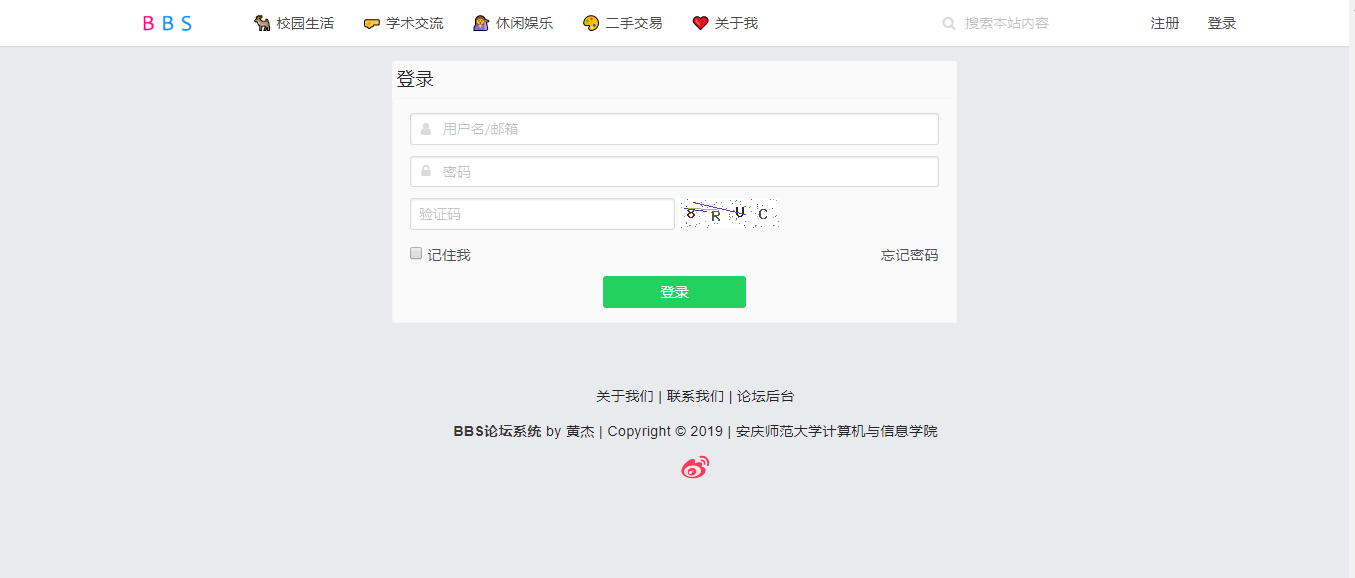 BBS 校园生活 学术交流 休闲娱乐 二手交易 关于我 搜索本站内容 注册 登录
登录
用户名/邮箱
密码
验证码 8RUC
记住我 忘记密码
登录
关于我们 | 联系我们 | 论坛后台
BBS论坛系统 by 黄杰 | Copyright © 2019 | 安庆师范大学计算机与信息学院